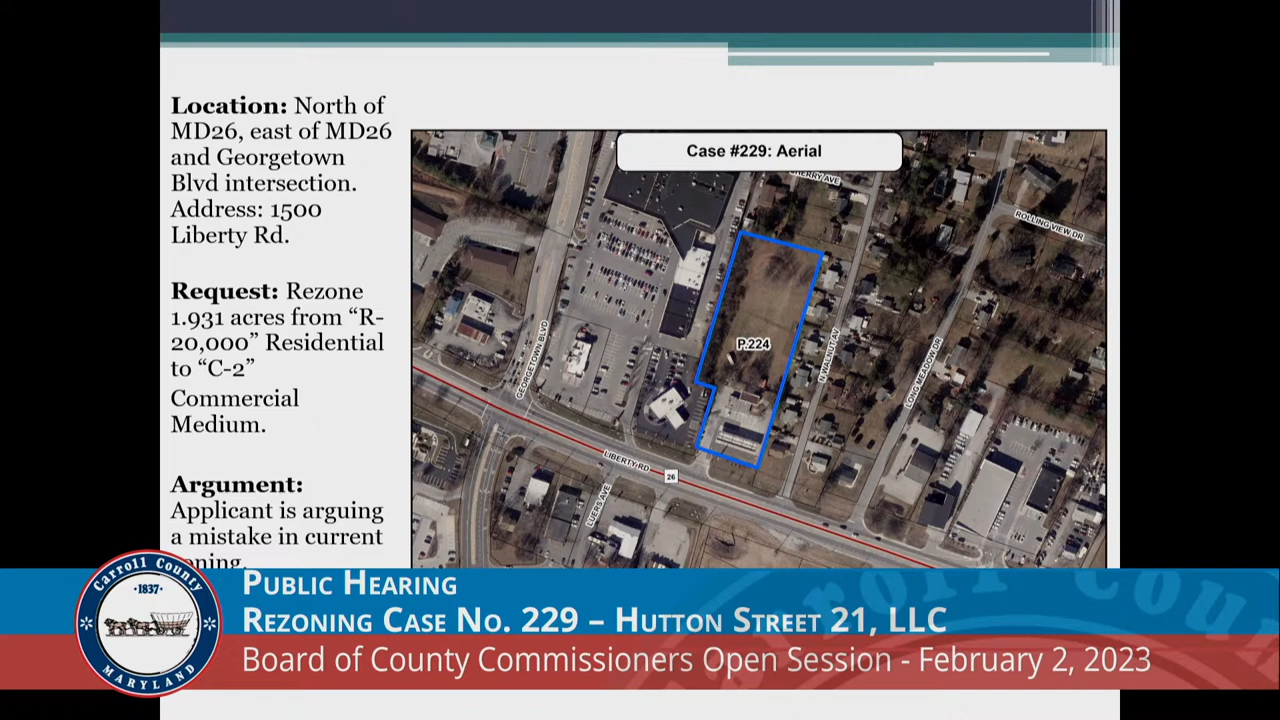 Location: North of
MD26, east of MD26
and Georgetown
Blvd intersection.
Address: 1500
Liberty Rd.
Request: Rezone
1.931 acres from “R-
20,000” Residential
to “C-2”
Commercial
Medium.
Argument:
Applicant is arguing
a mistake in current
Case #229: Aerial
ROLLING VIEW DR
GEORGETOWN BLVD
P.224
N WALNUT AV
LONG MEADOW DR
LIBERTY RD
26
LUERS AVE
Carroll County
·1837·
MARYLAND
PUBLIC HEARING
REZONING CASE NO. 229 – HUTTON STREET 21, LLC
Board of County Commissioners Open Session - February 2, 2023